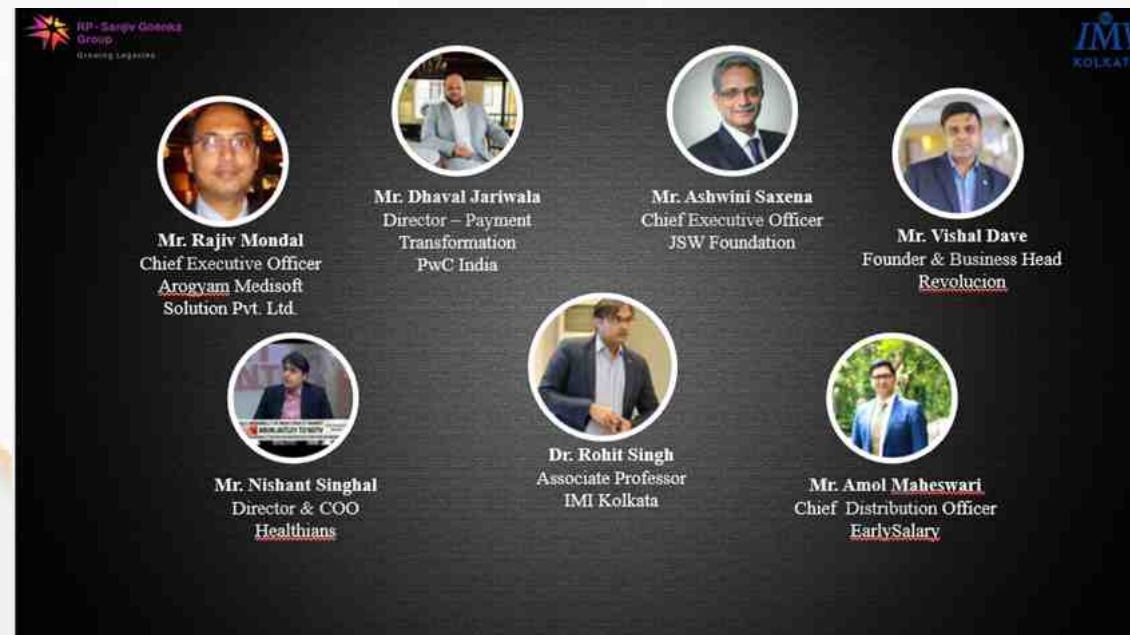 RP-Sanjiv Goenka
Group
Growing Legacies
IMI
KOLKAT
Mr. Rajiv Mondal
Chief Executive Officer
Arogyam Medisoft
Solution Pvt. Ltd.
Mr. Dhaval Jariwala
Director – Payment
Transformation
PwC India
Mr. Ashwini Saxena
Chief Executive Officer
JSW Foundation
Mr. Vishal Dave
Founder & Business Head
Revolucion
Mr. Nishant Singhal
Director & COO
Healthians
Dr. Rohit Singh
Associate Professor
IMI Kolkata
Mr. Amol Maheswari
Chief Distribution Officer
EarlySalary